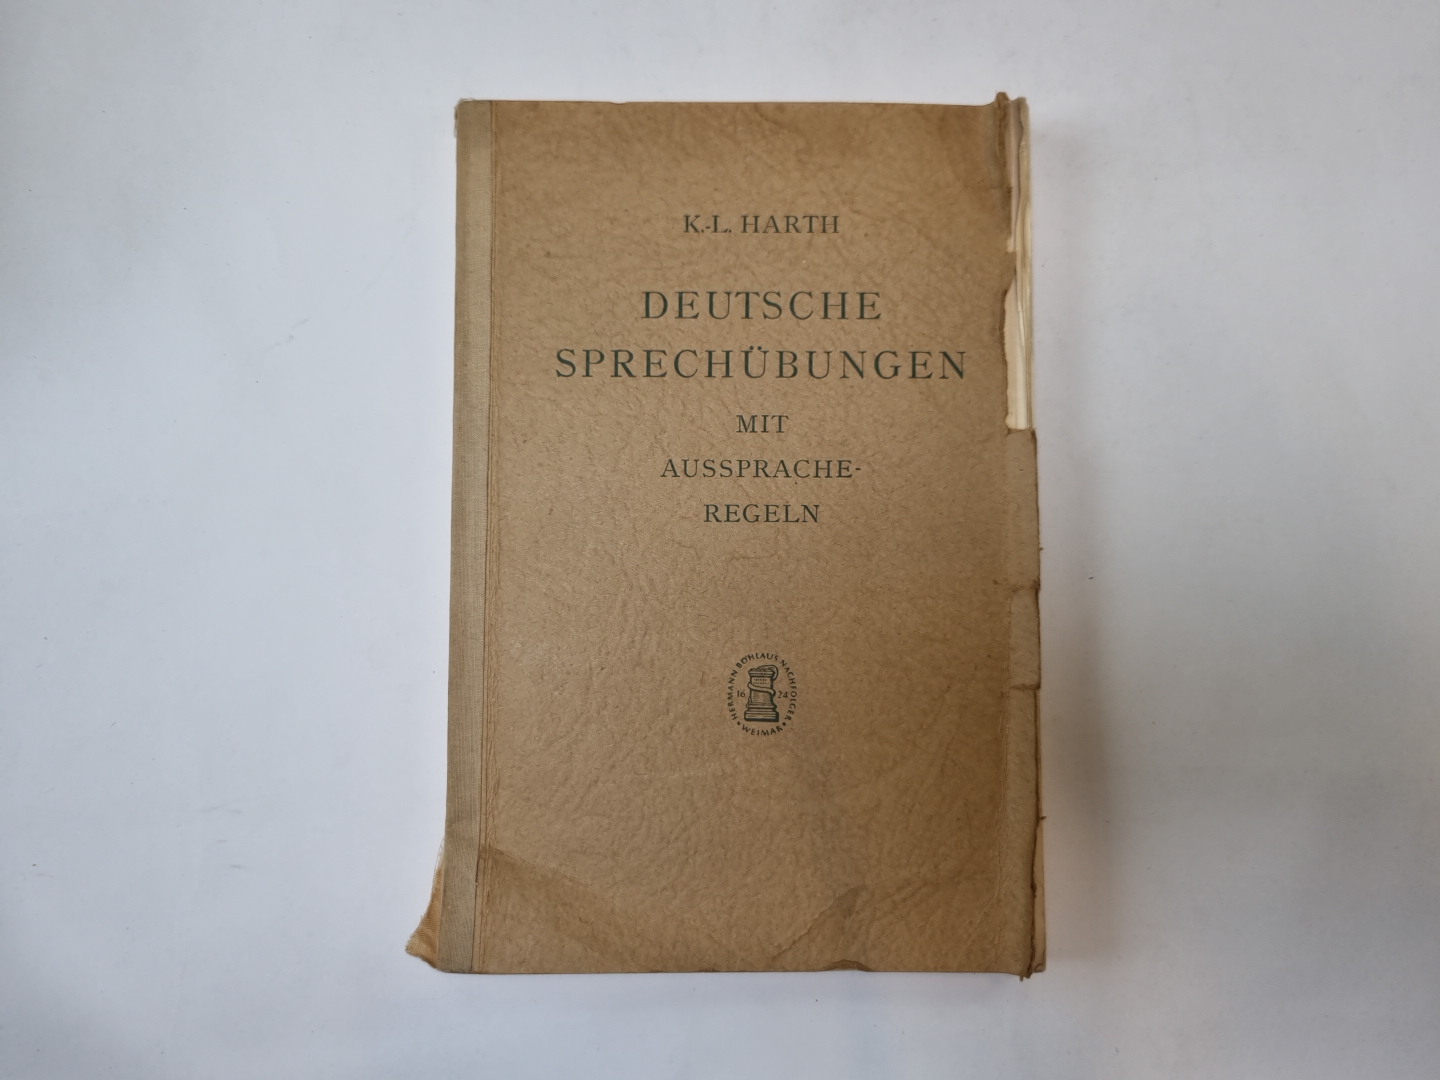 K.-L. HARTH
DEUTSCHE
SPRECHÜBUNGEN
MIT
AUSSPRACHE-
REGELN
HERMANN BÖHLAUS NACHFOLGER
16 24
WEIMAR